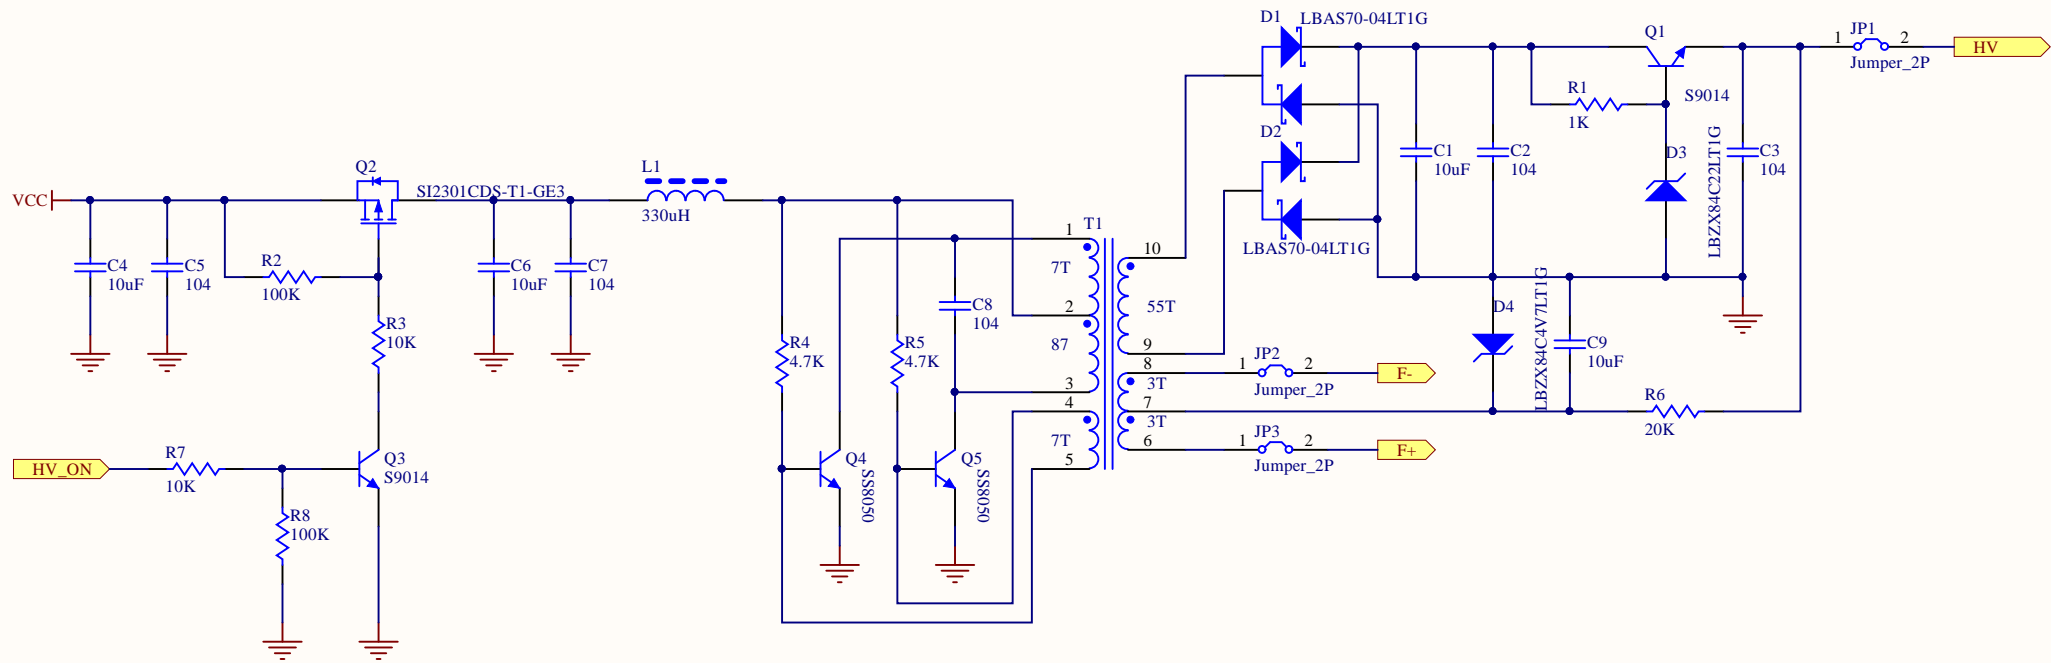 D1
LBAS70-04LT1G
Q1
JP1
1
2
HV
Jumper_2P
R1
S9014
1K
D2
C1
10uF
C2
104
D3
LBZX84C22LT1G
C3
104
Q2
L1
VCC
SI2301CDS-T1-GE3
330uH
T1
1
10
LBAS70-04LT1G
C4
10uF
C5
104
R2
100K
C6
10uF
C7
104
7T
C8
104
2
55T
D4
LBZX84C4V7LT1G
C9
10uF
R3
10K
R4
4.7K
R5
4.7K
87
9
8
JP2
1
2
F-
3
3T
Jumper_2P
4
7
R6
20K
3T
7T
6
JP3
1
2
F+
5
Jumper_2P
R7
HV_ON
10K
Q3
S9014
Q4
SS8050
Q5
SS8050
R8
100K